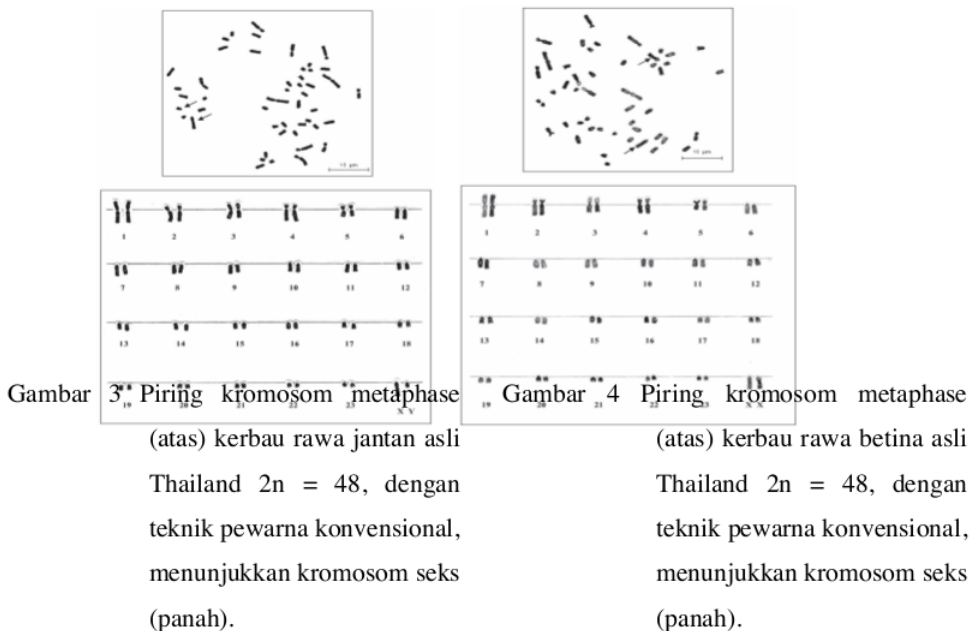 10 µm
10 µm
1 2 3 4 5 6
7 8 9 10 11 12
13 14 15 16 17 18
19 20 21 22 23 X Y
1 2 3 4 5 6
7 8 9 10 11 12
13 14 15 16 17 18
19 20 21 22 23 X X
Gambar 3 Piring kromosom metaphase
(atas) kerbau rawa jantan asli
Thailand 2n = 48, dengan
teknik pewarna konvensional,
menunjukkan kromosom seks
(panah).
Gambar 4 Piring kromosom metaphase
(atas) kerbau rawa betina asli
Thailand 2n = 48, dengan
teknik pewarna konvensional,
menunjukkan kromosom seks
(panah).